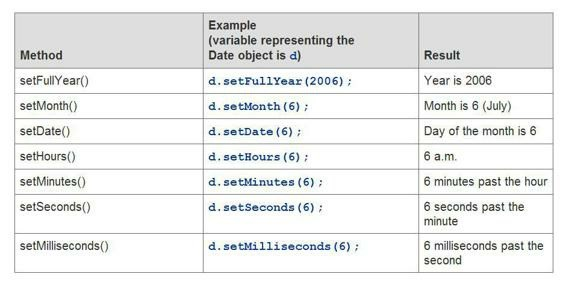 Example
(variable representing the
Method Date object is d) Result
setFullYear() d.setFullYear(2006); Year is 2006
setMonth() d.setMonth(6); Month is 6 (July)
setDate() d.setDate(6); Day of the month is 6
setHours() d.setHours(6); 6 a.m.
setMinutes() d.setMinutes(6); 6 minutes past the hour
setSeconds() d.setSeconds(6); 6 seconds past the
minute
setMilliseconds() d.setMilliseconds(6); 6 milliseconds past the
second